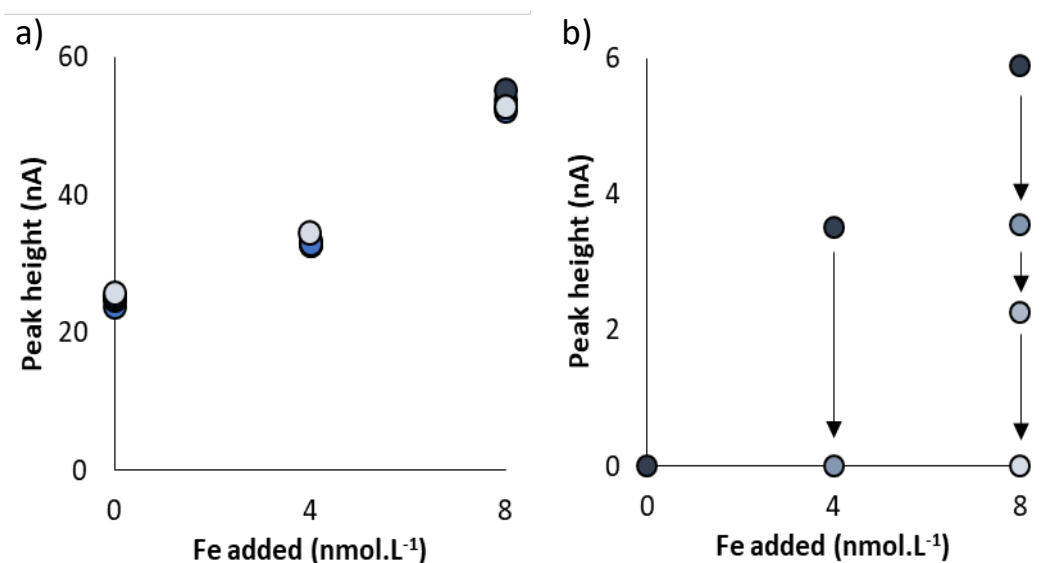 a)
60
40
20
0
0 4 8
Peak height (nA)
Fe added (nmol.L⁻¹)
b)
6
4
2
0
0 4 8
Peak height (nA)
Fe added (nmol.L⁻¹)